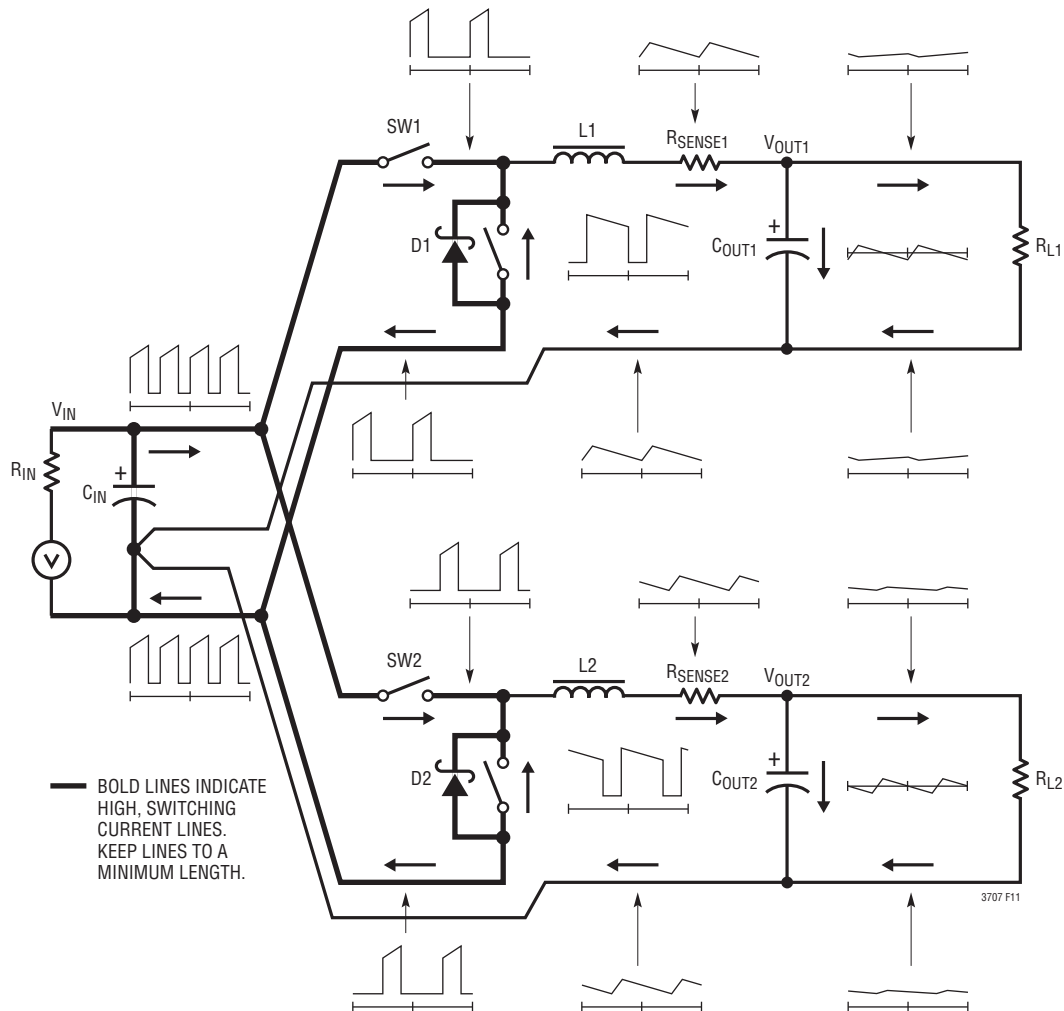 SW1
L1
RSENSE1
VOUT1
D1
COUT1
+
RL1
VIN
RIN
CIN
+
V
SW2
L2
RSENSE2
VOUT2
D2
COUT2
+
RL2
BOLD LINES INDICATE
HIGH, SWITCHING
CURRENT LINES.
KEEP LINES TO A
MINIMUM LENGTH.
3707 F11